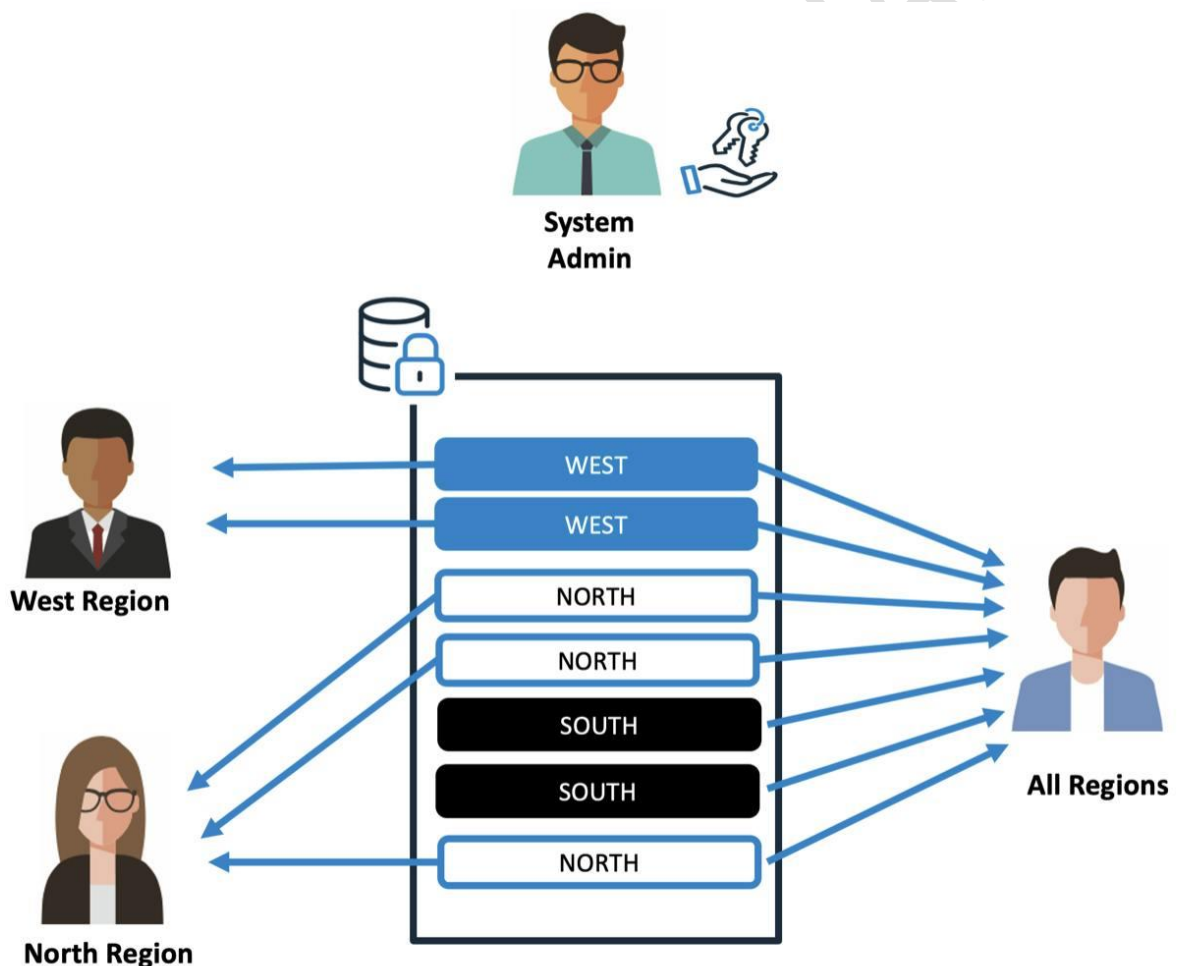 System
Admin
WEST
WEST
West Region
NORTH
NORTH
SOUTH
SOUTH
All Regions
NORTH
North Region